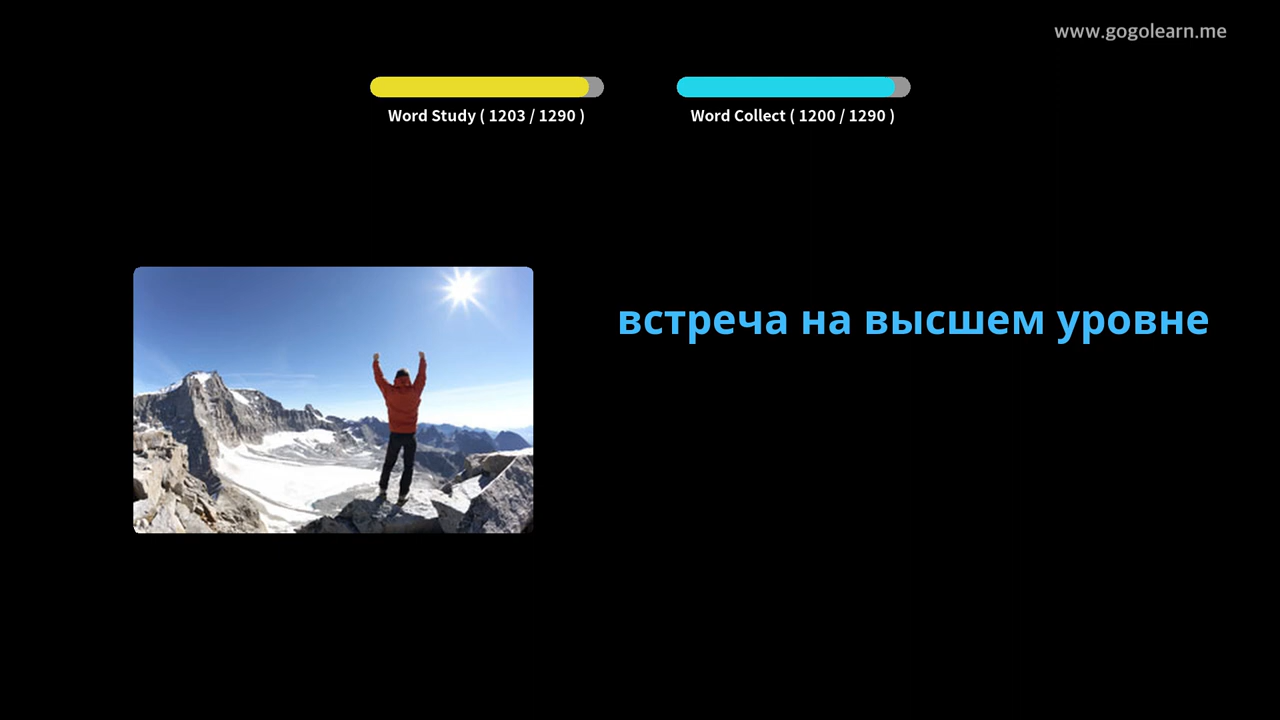 www.gogolearn.me
Word Study ( 1203 / 1290 )
Word Collect ( 1200 / 1290 )
встреча на высшем уровне